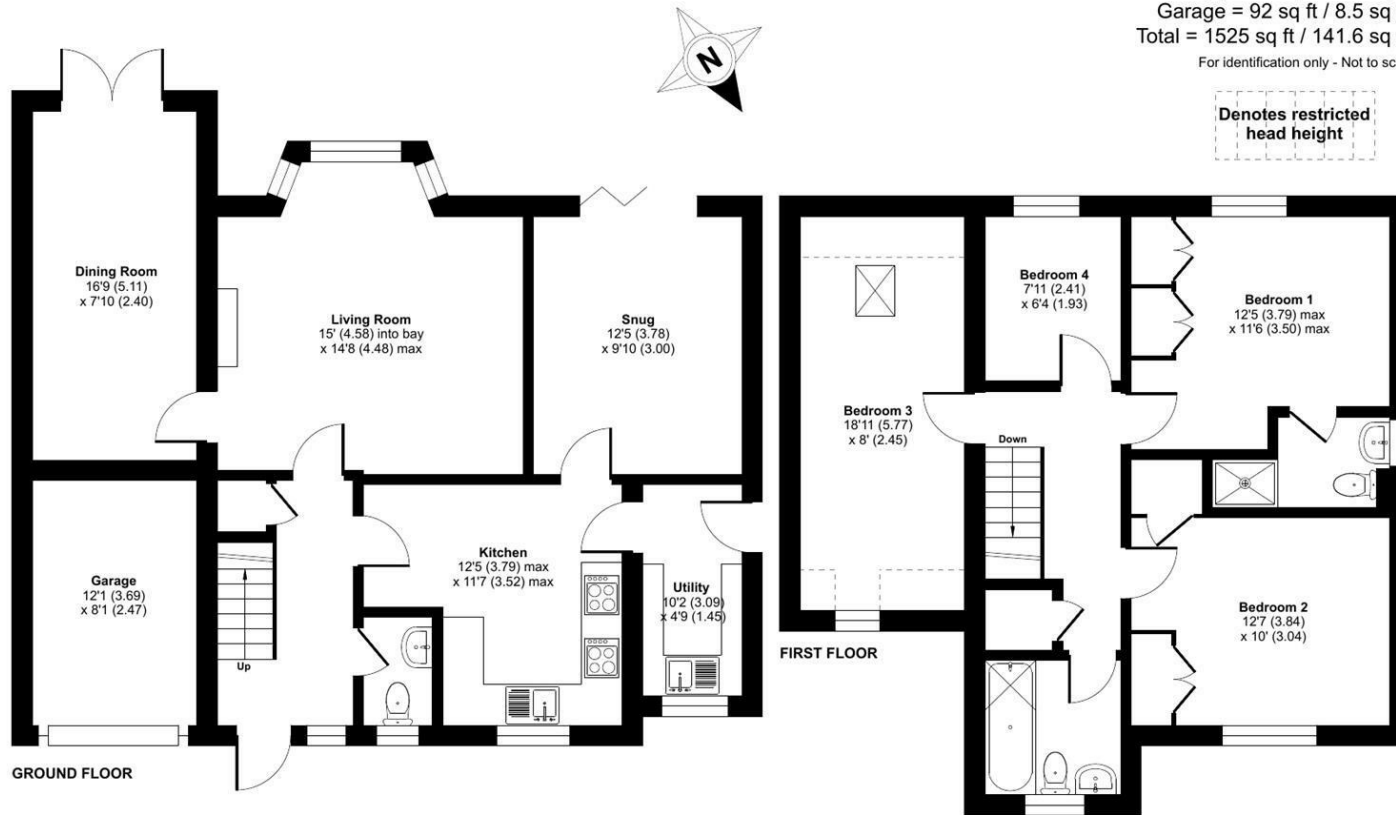 Garage = 92 sq ft / 8.5 sq
Total = 1525 sq ft / 141.6 sq
For identification only - Not to sc
N
Denotes restricted
head height
Dining Room
16'9 (5.11)
x 7'10 (2.40)
Living Room
15' (4.58) into bay
x 14'8 (4.48) max
Snug
12'5 (3.78)
x 9'10 (3.00)
Garage
12'1 (3.69)
x 8'1 (2.47)
Up
Kitchen
12'5 (3.79) max
x 11'7 (3.52) max
Utility
10'2 (3.09)
x 4'9 (1.45)
GROUND FLOOR
Bedroom 4
7'11 (2.41)
x 6'4 (1.93)
Bedroom 1
12'5 (3.79) max
x 11'6 (3.50) max
Bedroom 3
18'11 (5.77)
x 8' (2.45)
Down
Bedroom 2
12'7 (3.84)
x 10' (3.04)
FIRST FLOOR